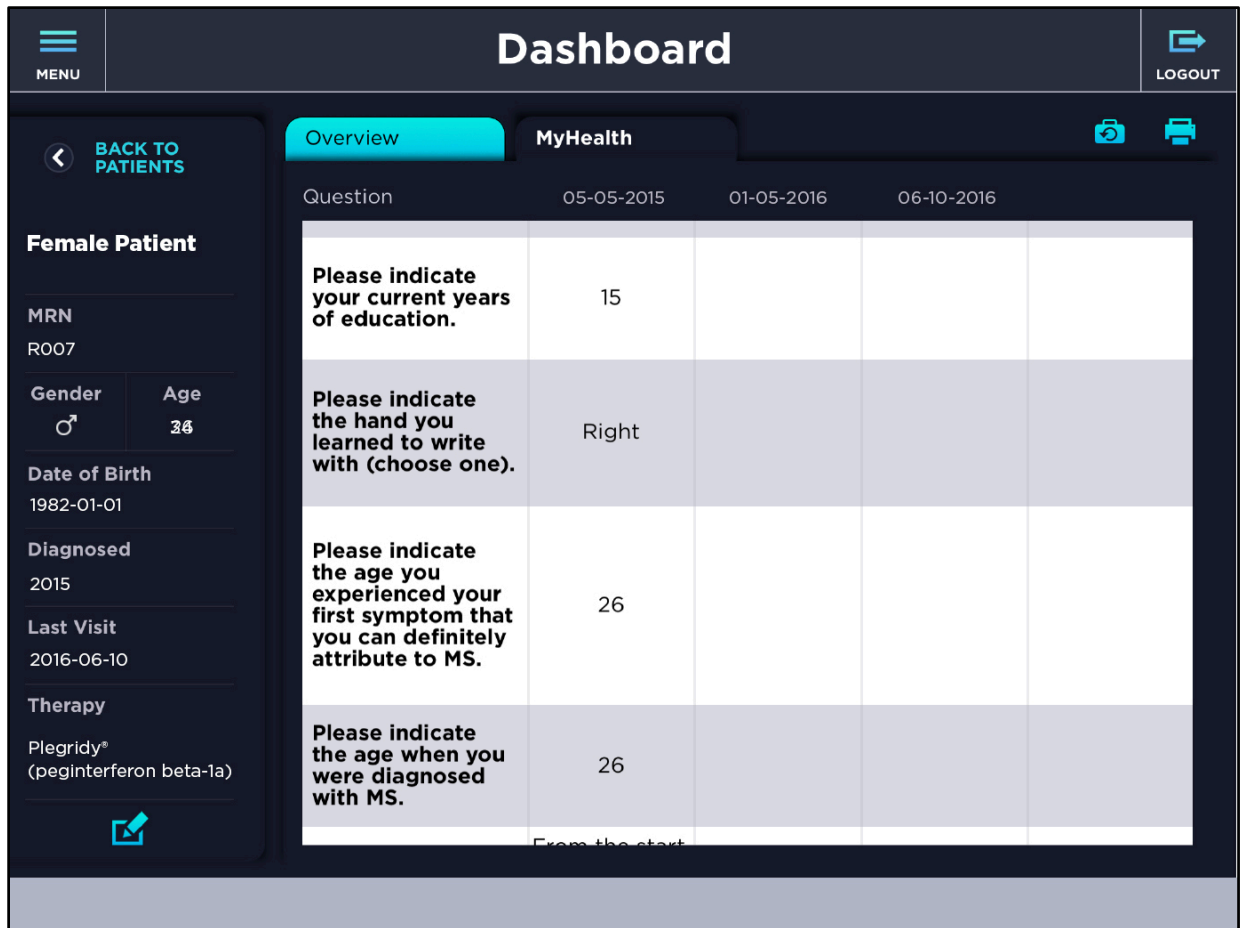 MENU
Dashboard
LOGOUT
BACK TO
PATIENTS
Female Patient
MRN
R007
Gender Age
Date of Birth
1982-01-01
Diagnosed
2015
Last Visit
2016-06-10
Therapy
Plegridy®
(peginterferon beta-1a)
Overview MyHealth
Question 05-05-2015 01-05-2016 06-10-2016
Please indicate
your current years
of education.
15
Please indicate
the hand you
learned to write
with (choose one).
Right
Please indicate
the age you
experienced your
first symptom that
you can definitely
attribute to MS.
26
Please indicate
the age when you
were diagnosed
with MS.
26
From the start